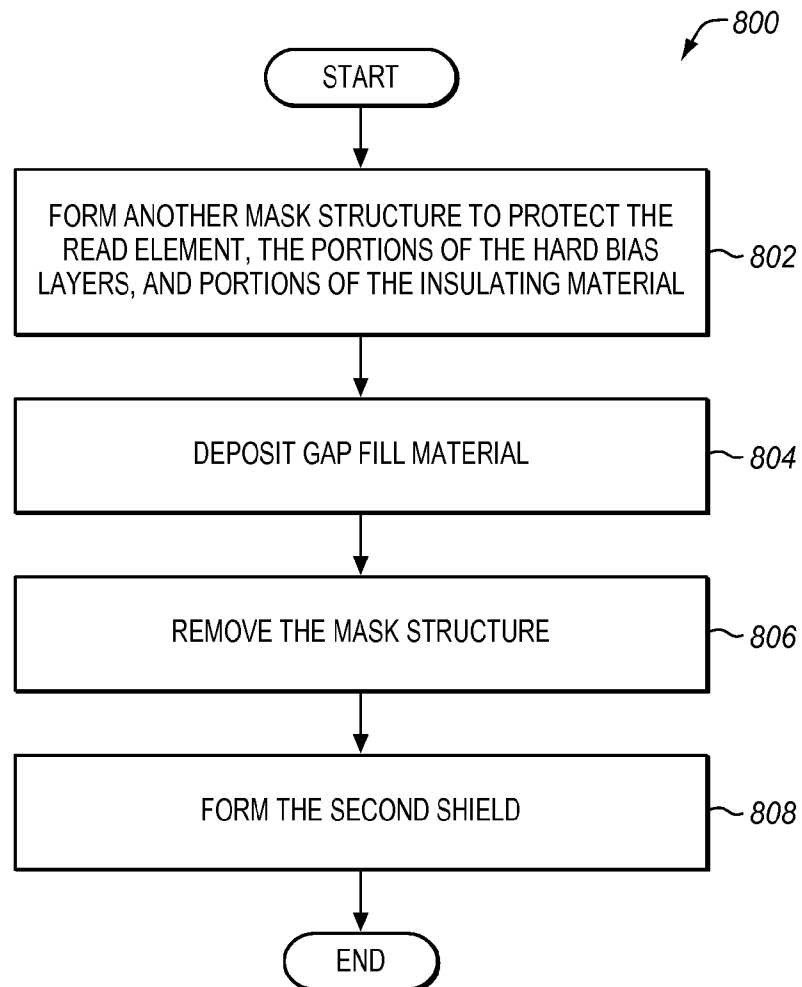 800
START
FORM ANOTHER MASK STRUCTURE TO PROTECT THE
READ ELEMENT, THE PORTIONS OF THE HARD BIAS
LAYERS, AND PORTIONS OF THE INSULATING MATERIAL
802
DEPOSIT GAP FILL MATERIAL
804
REMOVE THE MASK STRUCTURE
806
FORM THE SECOND SHIELD
808
END